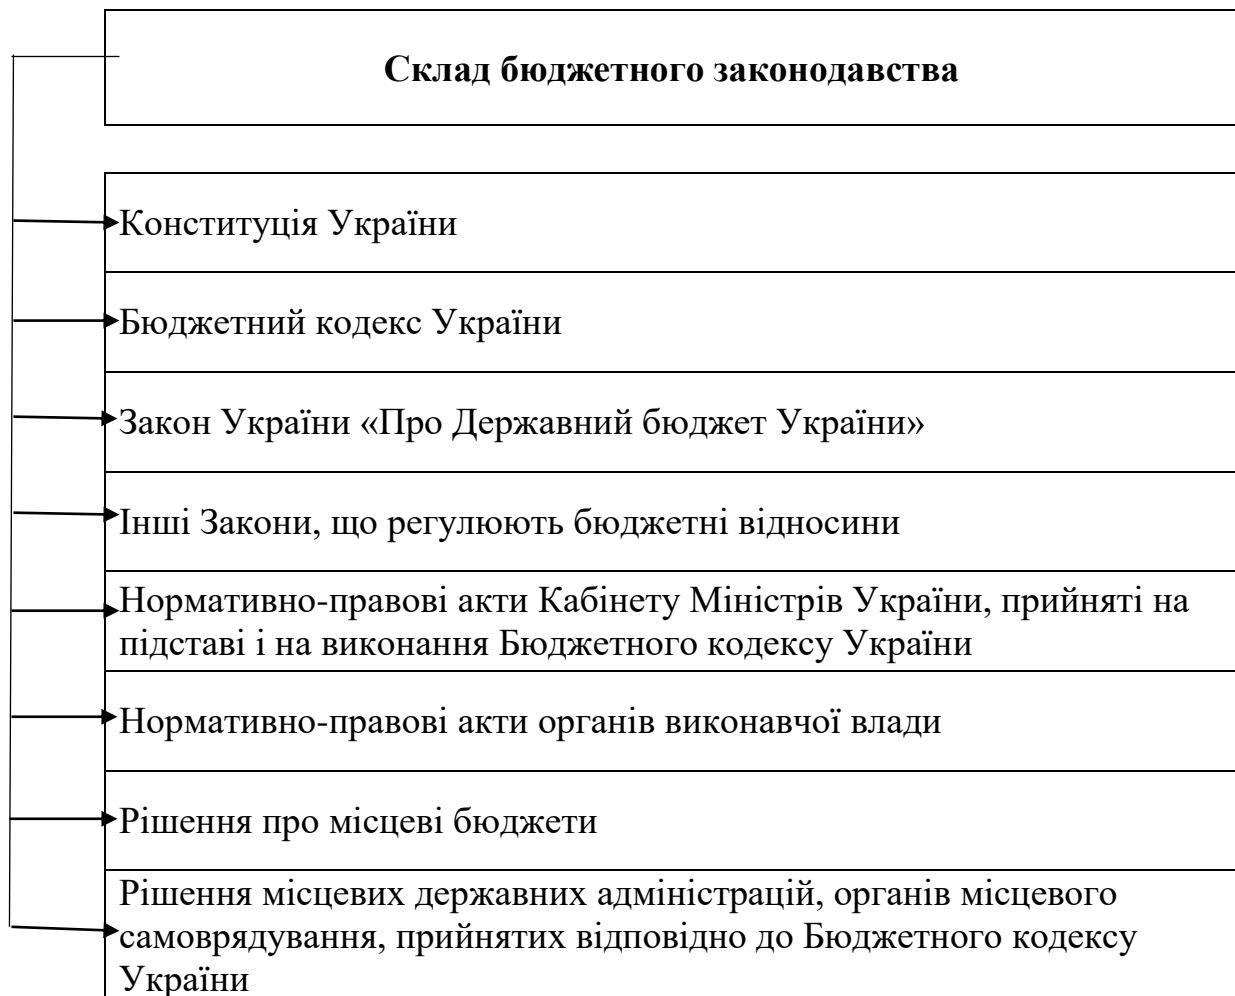 Склад бюджетного законодавства
Конституція України
Бюджетний кодекс України
Закон України «Про Державний бюджет України»
Інші Закони, що регулюють бюджетні відносини
Нормативно-правові акти Кабінету Міністрів України, прийняті на
підставі і на виконання Бюджетного кодексу України
Нормативно-правові акти органів виконавчої влади
Рішення про місцеві бюджети
Рішення місцевих державних адміністрацій, органів місцевого
самоврядування, прийнятих відповідно до Бюджетного кодексу
України